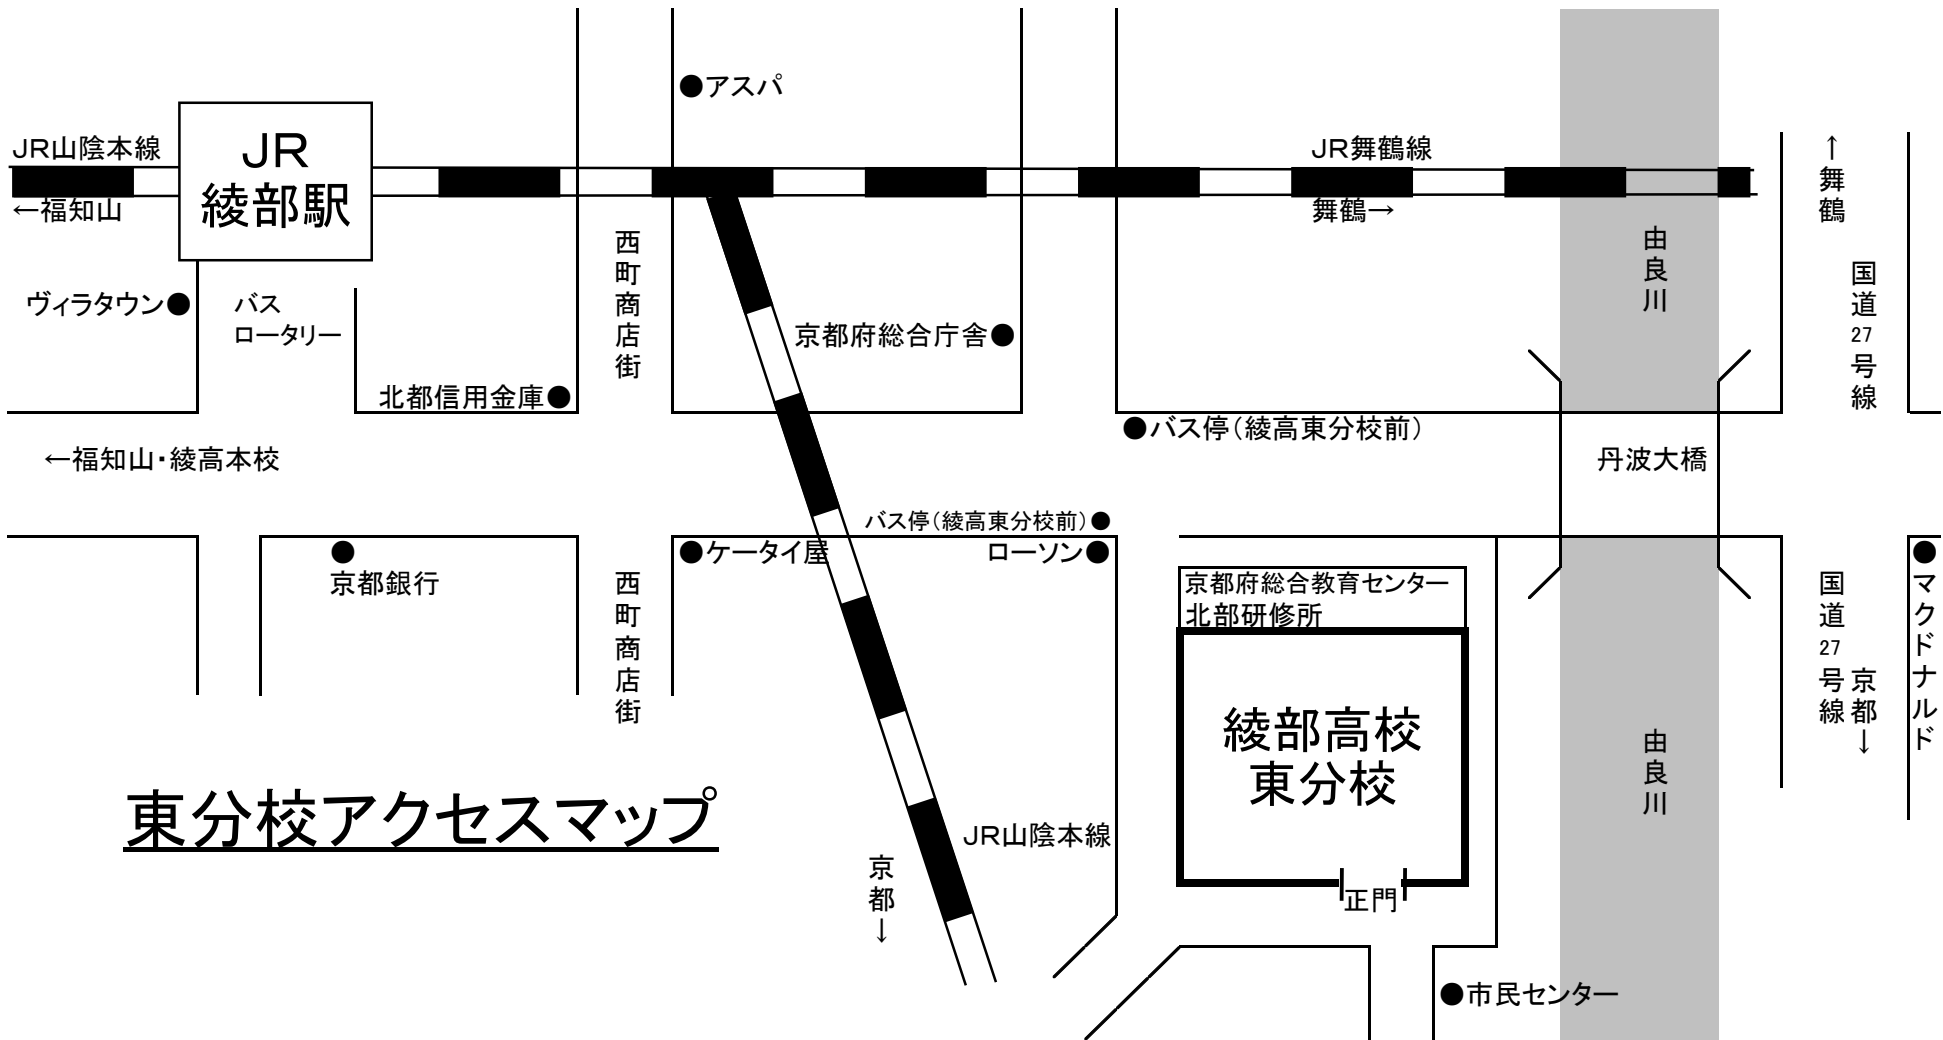 ●アスパ
JR山陰本線
JR
綾部駅
←福知山
JR舞鶴線
舞鶴→
↑舞鶴
国道27号線
由良川
西町商店街
ヴィラタウン●
バス
ロータリー
京都府総合庁舎●
北都信用金庫●
●バス停(綾高東分校前)
←福知山・綾高本校
丹波大橋
バス停(綾高東分校前)●
●
京都銀行
●ケータイ屋
ローソン●
西町商店街
京都府総合教育センター
北部研修所
綾部高校
東分校
正門
国道27号線
京都↓
●マクドナルド
由良川
東分校アクセスマップ
JR山陰本線
京都↓
●市民センター